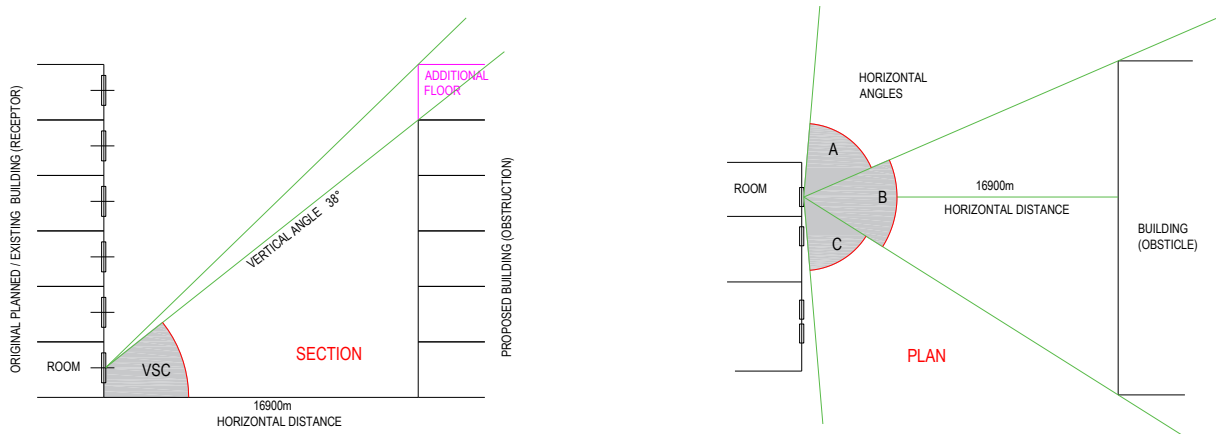 ORIGINAL PLANNED / EXISTING BUILDING (RECEPTOR)
ROOM
VSC
VERTICAL ANGLE 38°
ADDITIONAL
FLOOR
SECTION
16900m
HORIZONTAL DISTANCE
PROPOSED BUILDING (OBSTRUCTION)
HORIZONTAL
ANGLES
A
ROOM
B
C
16900m
HORIZONTAL DISTANCE
BUILDING
(OBSTICLE)
PLAN